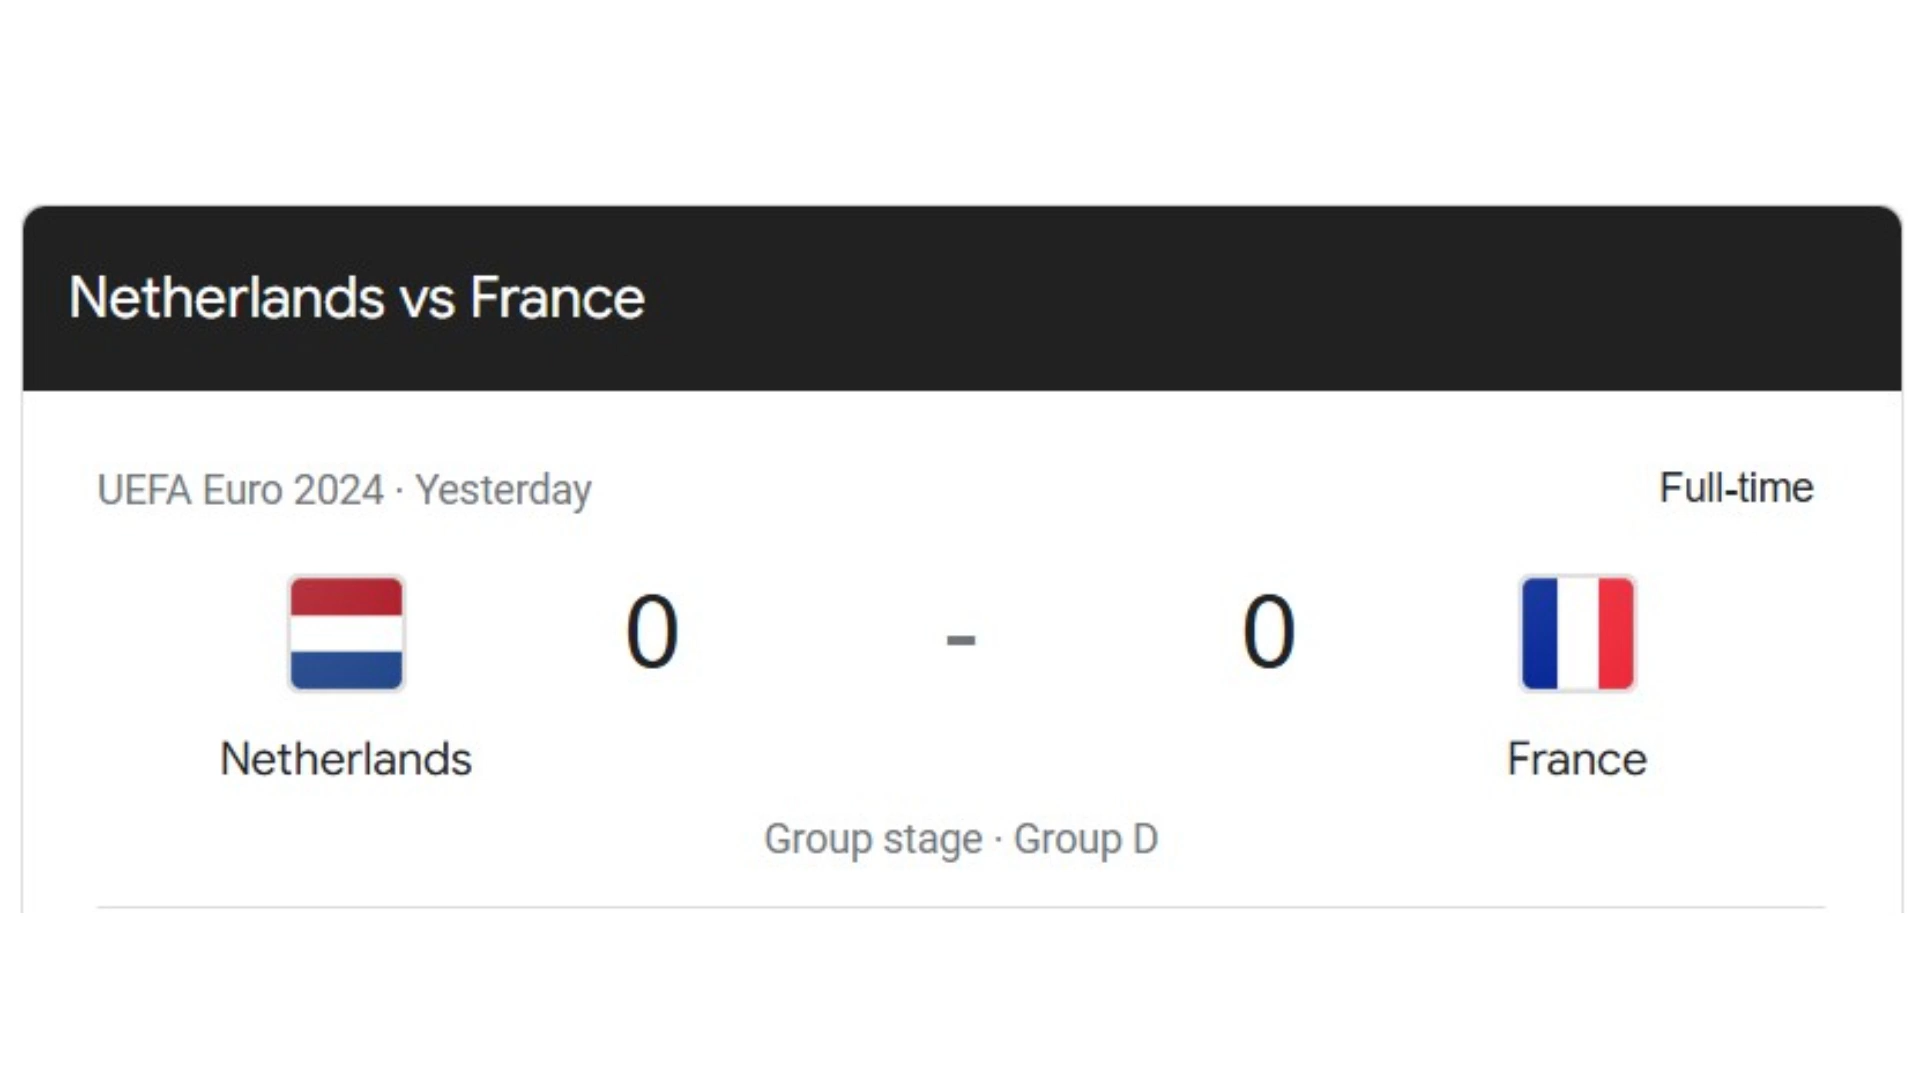 Netherlands vs France
UEFA Euro 2024 · Yesterday Full-time
0 - 0
Netherlands France
Group stage · Group D